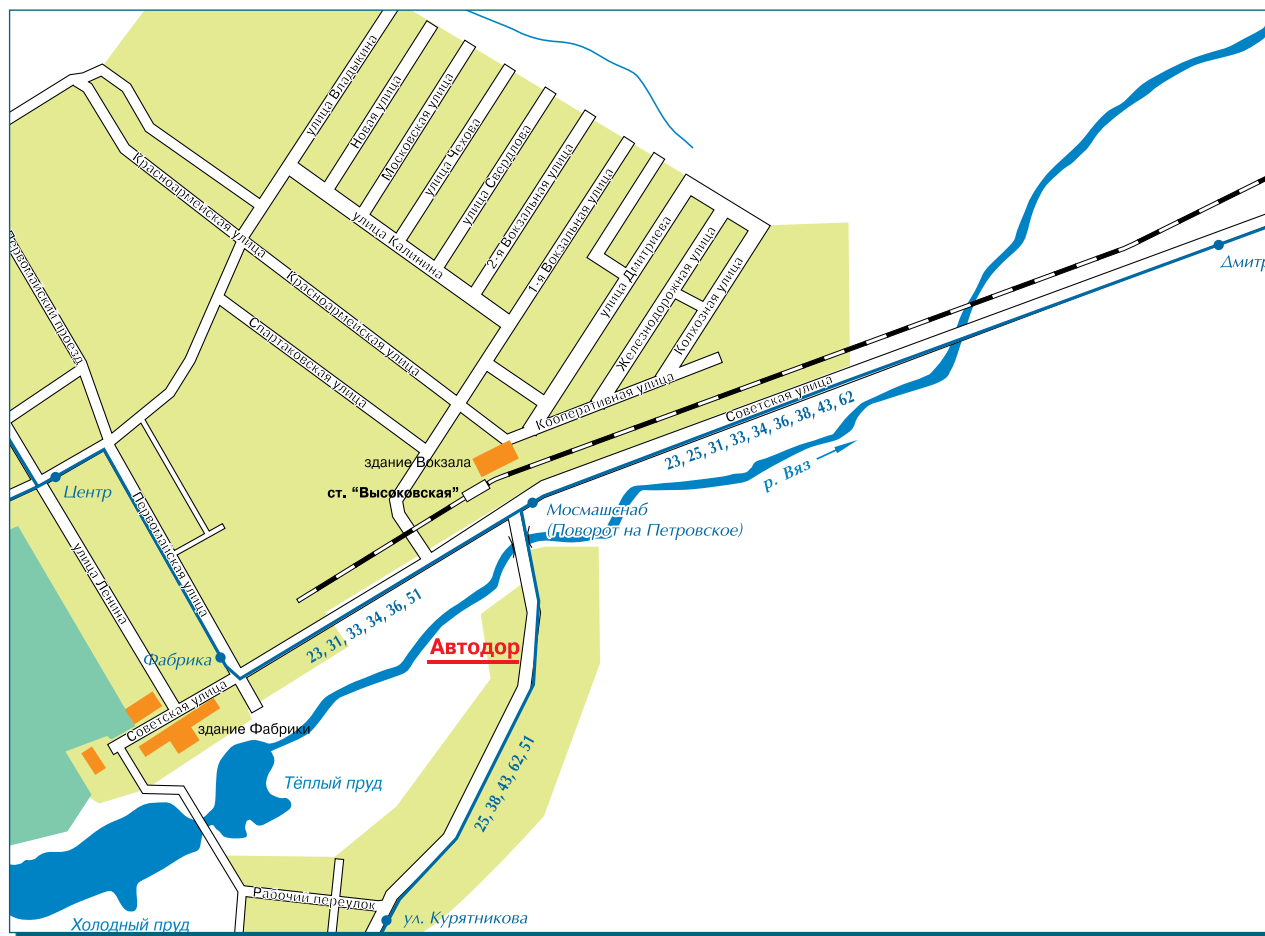 улица Владыкина
Новая улица
Московская улица
улица Чехова
улица Свердлова
2-я Вокзальная улица
1-я Вокзальная улица
улица Дмитриева
Железнодорожная улица
Колхозная улица
Красноармейская улица
улица Калинина
Красноармейская улица
Спартаковская улица
Первомайский проезд
Дмитр
Кооперативная улица
Советская улица
23, 25, 31, 33, 34, 36, 38, 43, 62
здание Вокзала
ст. “Высоковская”
р. Вяз
Центр
Мосмашснаб
(Поворот на Петровское)
Первомайская улица
улица Ленина
23, 31, 33, 34, 36, 51
Автодор
Фабрика
Советская улица
здание Фабрики
Тёплый пруд
25, 38, 43, 62, 51
Рабочий переулок
ул. Курятникова
Холодный пруд